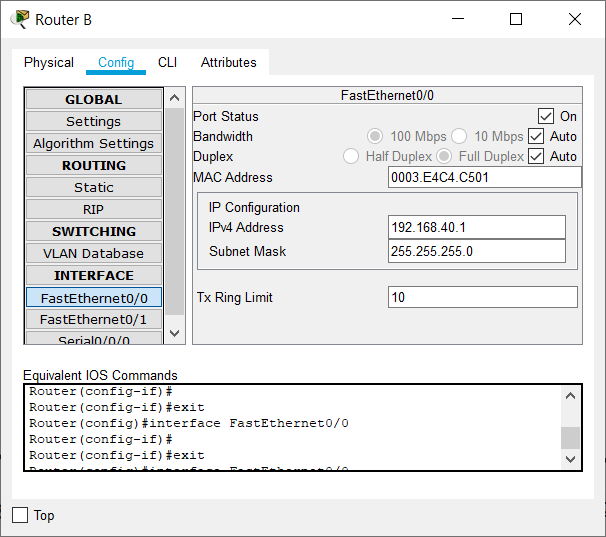 Router B
Physical Config CLI Attributes
GLOBAL
Settings
Algorithm Settings
ROUTING
Static
RIP
SWITCHING
VLAN Database
INTERFACE
FastEthernet0/0
FastEthernet0/1
Serial0/0/0
FastEthernet0/0
Port Status On
Bandwidth 100 Mbps 10 Mbps Auto
Duplex Half Duplex Full Duplex Auto
MAC Address 0003.E4C4.C501
IP Configuration
IPv4 Address 192.168.40.1
Subnet Mask 255.255.255.0
Tx Ring Limit 10
Equivalent IOS Commands
Router(config-if)#
Router(config-if)#exit
Router(config)#interface FastEthernet0/0
Router(config-if)#
Router(config-if)#exit
Router(config)#interface FastEthernet0/0
Top